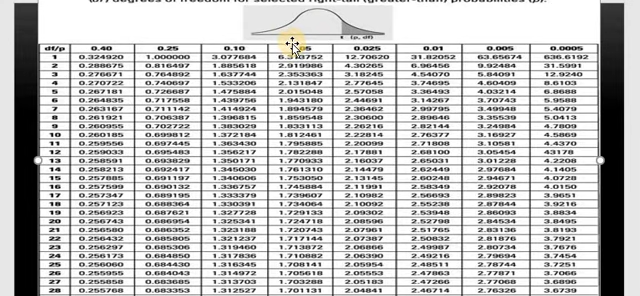 degrees of freedom for selected right-tail (greater-than) probabilities (p).
t (p, df)
df/p 0.40 0.25 0.10 0.025 0.01 0.005 0.0005
1 0.324920 1.000000 3.077684 12.70620 31.82052 63.65674 636.6192
2 0.288675 0.816497 1.885618 2.919986 4.30265 6.96456 9.92484 31.5991
3 0.276671 0.764892 1.637744 2.353363 3.18245 4.54070 5.84091 12.9240
4 0.270722 0.740697 1.533206 2.131847 2.77645 3.74695 4.60409 8.6103
5 0.267181 0.726687 1.475884 2.015048 2.57058 3.36493 4.03214 6.8688
6 0.264835 0.717558 1.439756 1.943180 2.44691 3.14267 3.70743 5.9588
7 0.263167 0.711142 1.414924 1.894579 2.36462 2.99795 3.49948 5.4079
8 0.261921 0.706387 1.396815 1.859548 2.30600 2.89646 3.35539 5.0413
9 0.260955 0.702722 1.383029 1.833113 2.26216 2.82144 3.24984 4.7809
10 0.260185 0.699812 1.372184 1.812461 2.22814 2.76377 3.16927 4.5869
11 0.259556 0.697445 1.363430 1.795885 2.20099 2.71808 3.10581 4.4370
12 0.259033 0.695483 1.356217 1.782288 2.17881 2.68100 3.05454 43178
13 0.258591 0.693829 1.350171 1.770933 2.16037 2.65031 3.01228 4.2208
14 0.258213 0.692417 1.345030 1.761310 2.14479 2.62449 2.97684 4.1405
15 0.257885 0.691197 1.340606 1.753050 2.13145 2.60248 2.94671 4.0728
16 0.257599 0.690132 1.336757 1.745884 2.11991 2.58349 2.92078 4.0150
17 0.257347 0.689195 1.333379 1.739607 2.10982 2.56693 2.89823 3.9651
18 0.257123 0.688364 1.330391 1.734064 2.10092 2.55238 2.87844 3.9216
19 0.256923 0.687621 1.327728 1.729133 2.09302 2.53948 2.86093 3.8834
20 0.256743 0.686954 1.325341 1.724718 2.08596 2.52798 2.84534 3.8495
21 0.256580 0.686352 1.323188 1.720743 2.07961 2.51765 2.83136 3.8193
22 0.256432 0.685805 1.321237 1.717144 2.07387 2.50832 2.81876 3.7921
23 0.256297 0.685306 1.319460 1.713872 2.06866 2.49987 2.80734 3.7676
24 0.256173 0.684850 1.317836 1.710882 2.06390 2.49216 2.79694 3.7454
25 0.256060 0.684430 1.316345 1.708141 2.05954 2.48511 2.78744 3.7251
26 0.255955 0.684043 1.314972 1.705618 2.05553 2.47863 2.77871 3.7066
27 0.255858 0.683685 1.313703 1.703288 2.05183 2.47266 2.77068 3.6896
28 0.255768 0.683353 1.312527 1.701131 2.04841 2.46714 2.76326 3.6739